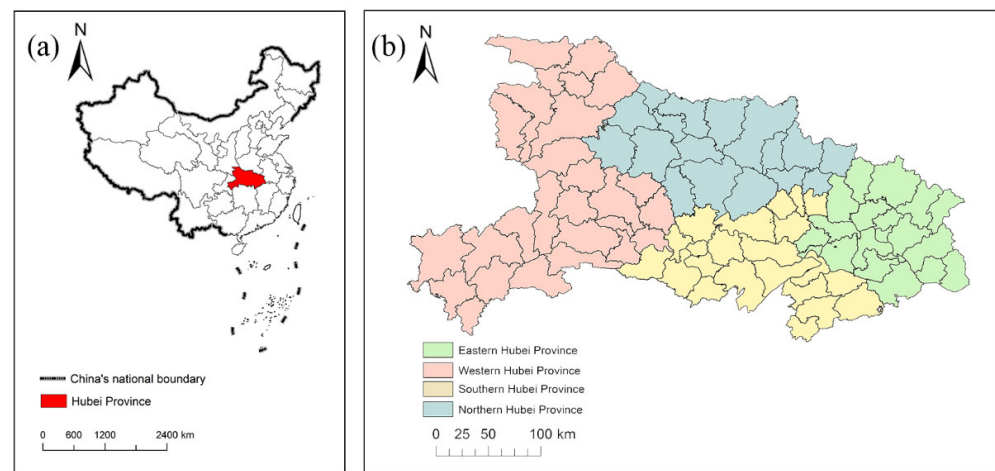 (a)
N
China's national boundary
Hubei Province
0 600 1200 2400 km
(b)
N
Eastern Hubei Province
Western Hubei Province
Southern Hubei Province
Northern Hubei Province
0 25 50 100 km